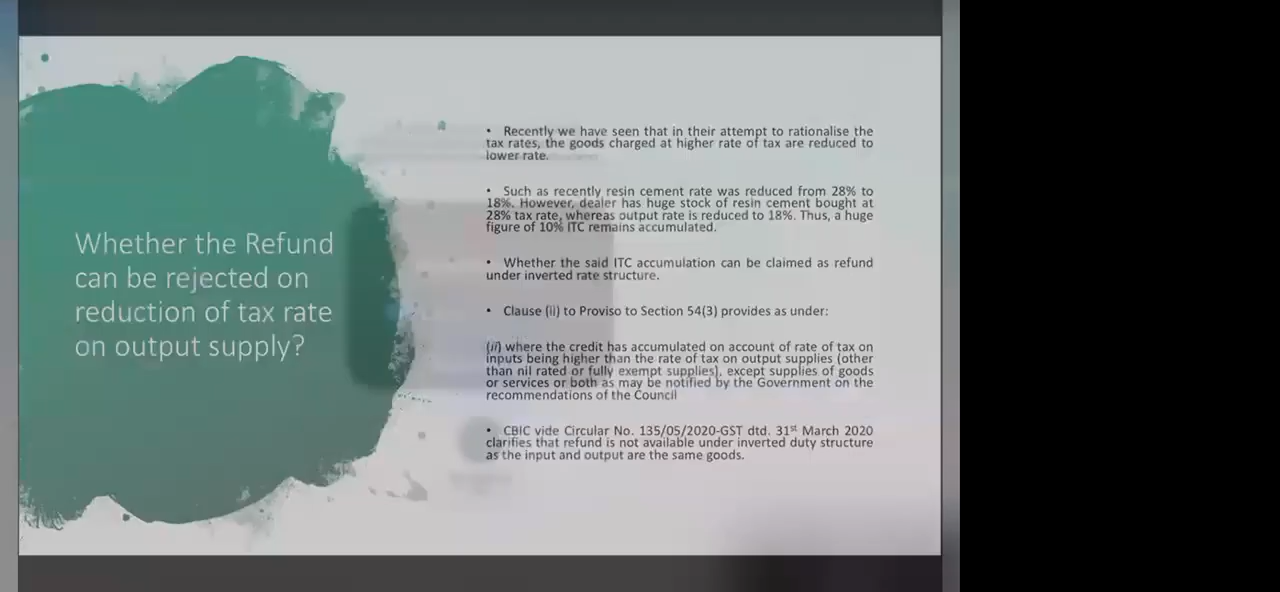 Whether the Refund
can be rejected on
reduction of tax rate
on output supply?
• Recently we have seen that in their attempt to rationalise the
tax rates, the goods charged at higher rate of tax are reduced to
lower rate.
• Such as recently resin cement rate was reduced from 28% to
18%. However, dealer has huge stock of resin cement bought at
28% tax rate, whereas output rate is reduced to 18%. Thus, a huge
figure of 10% ITC remains accumulated.
• Whether the said ITC accumulation can be claimed as refund
under inverted rate structure.
• Clause (ii) to Proviso to Section 54(3) provides as under:
(ii) where the credit has accumulated on account of rate of tax on
inputs being higher than the rate of tax on output supplies (other
than nil rated or fully exempt supplies), except supplies of goods
or services or both as may be notified by the Government on the
recommendations of the Council
• CBIC vide Circular No. 135/05/2020-GST dtd. 31st March 2020
clarifies that refund is not available under inverted duty structure
as the input and output are the same goods.